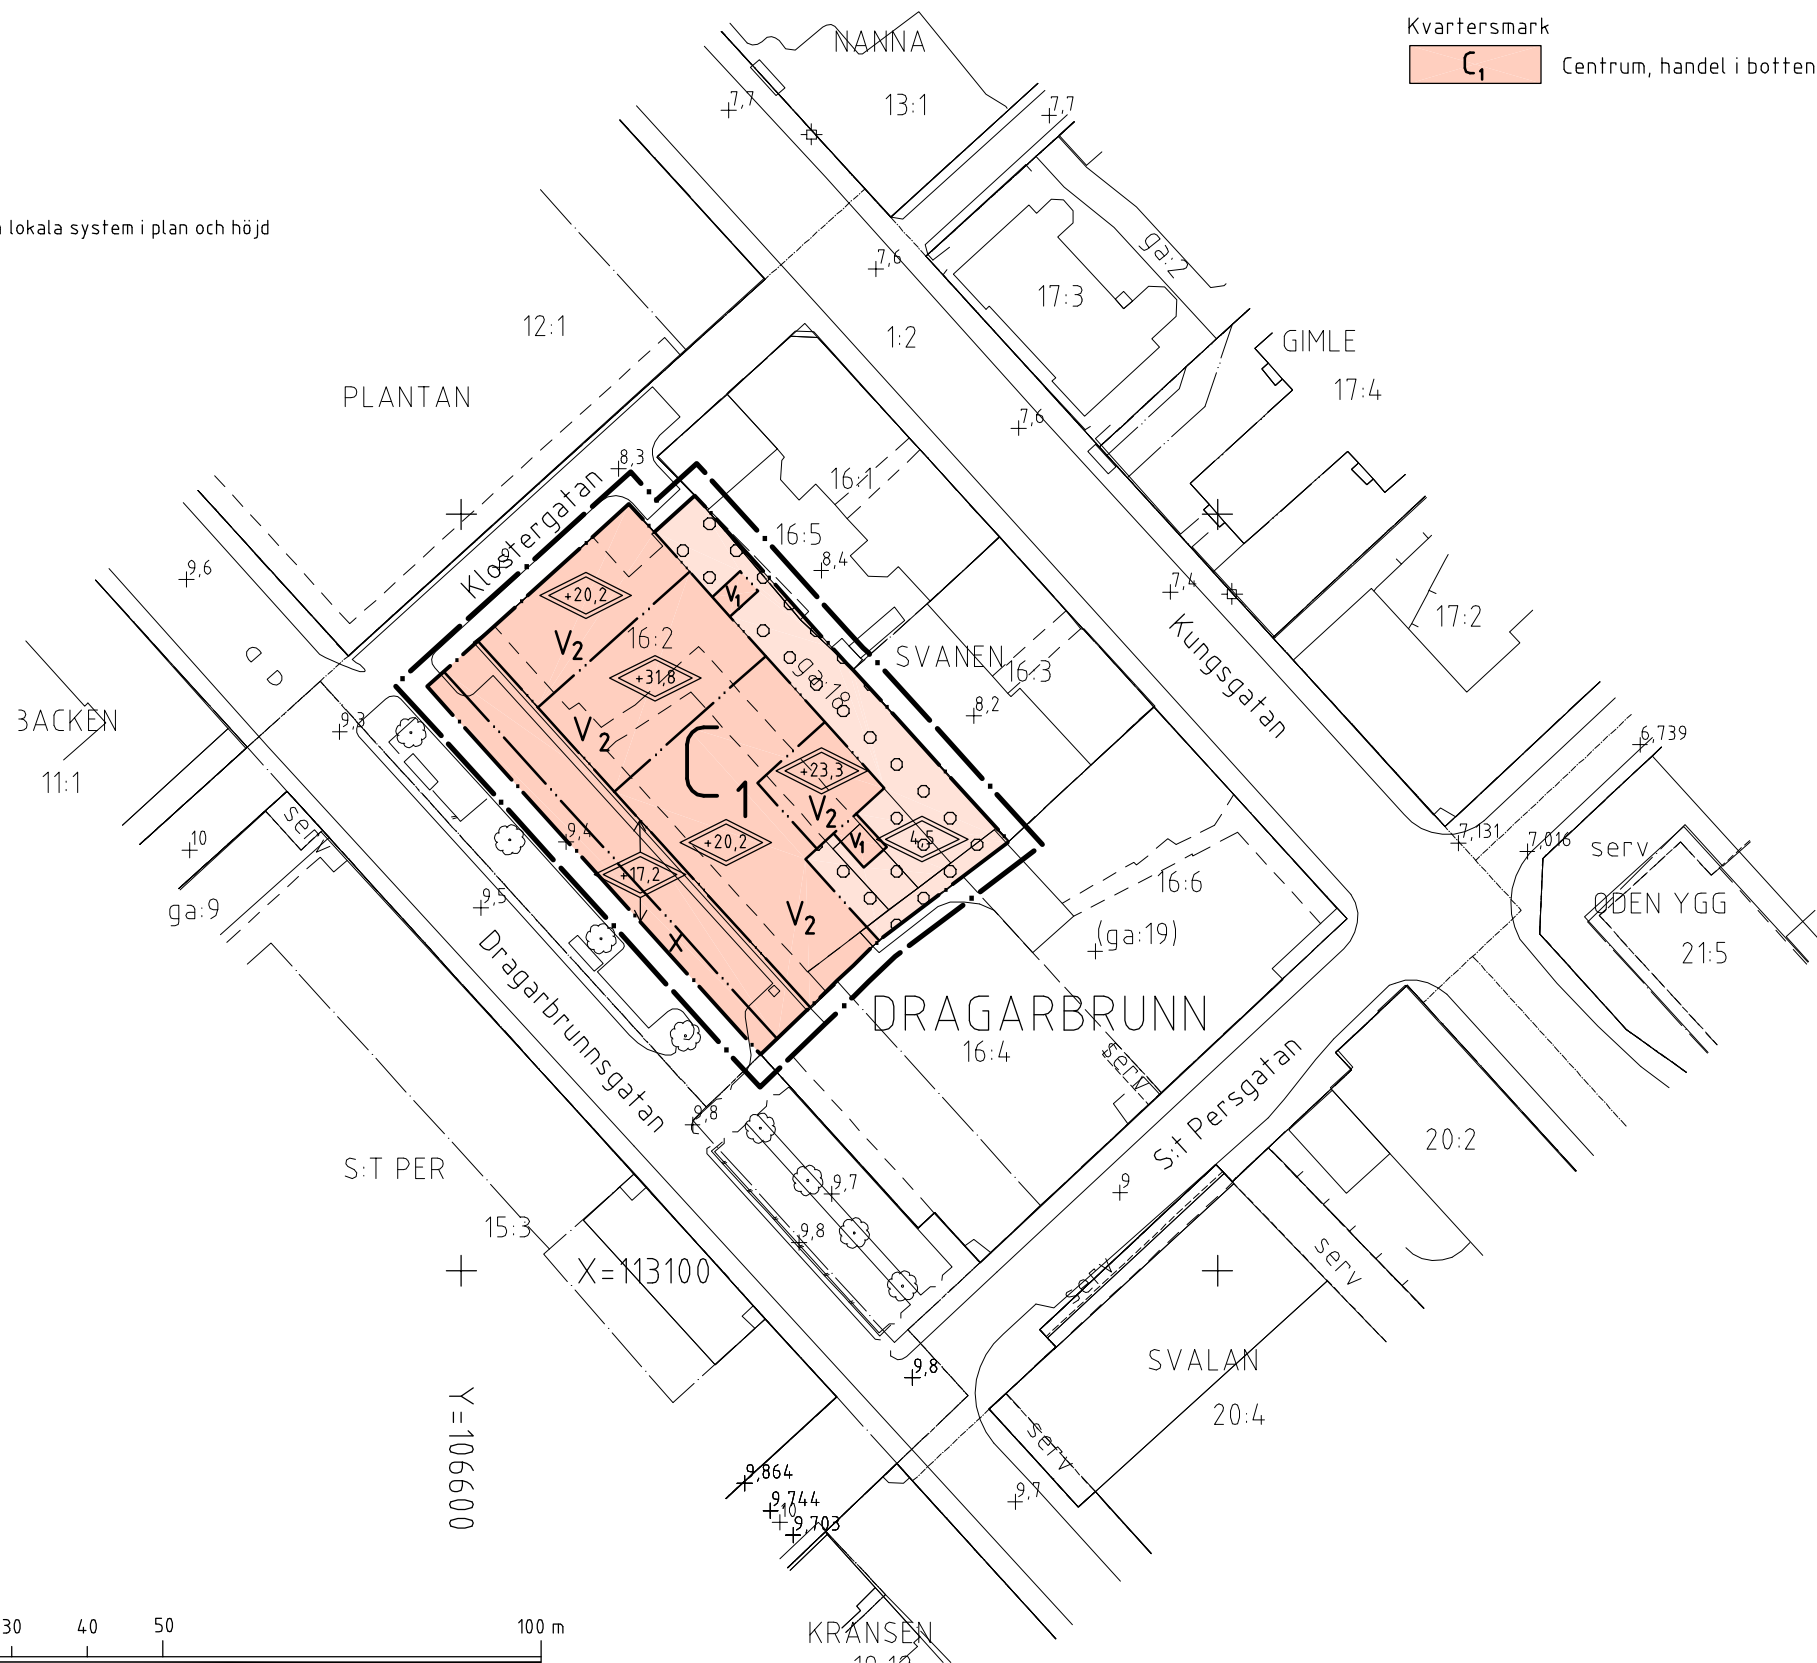 Kvartersmark
C1
Centrum, handel i botten
lokala system i plan och höjd
NANNA
13:1
7,7
7,7
7,6
ga:2
17:3
12:1
1:2
GIMLE
17:4
PLANTAN
7,6
8,3
Klostergatan
16:1
16:5
8,4
9,6
+20,2
V1
7,4
17:2
V2
16:2
SVANEN
16:3
Kungsgatan
+31,8
ga:18
8,2
BACKEN
9,3
V2
C1
6,739
11:1
+23,3
V2
10
serv
9,4
+20,2
V1
4,5
7,131
7,016
serv
+17,2
16:6
ga:9
9,5
V2
ODEN YGG
X
(ga:19)
21:5
Dragarbrunnsgatan
DRAGARBRUNN
16:4
serv
S:t Persgatan
9,8
20:2
S:T PER
9,7
9
15:3
9,8
serv
X=113100
serv
9,8
SVALAN
20:4
Y=106600
serv
9,864
9,744
10
9,703
9,7
30 40 50 100 m
KRANSEN